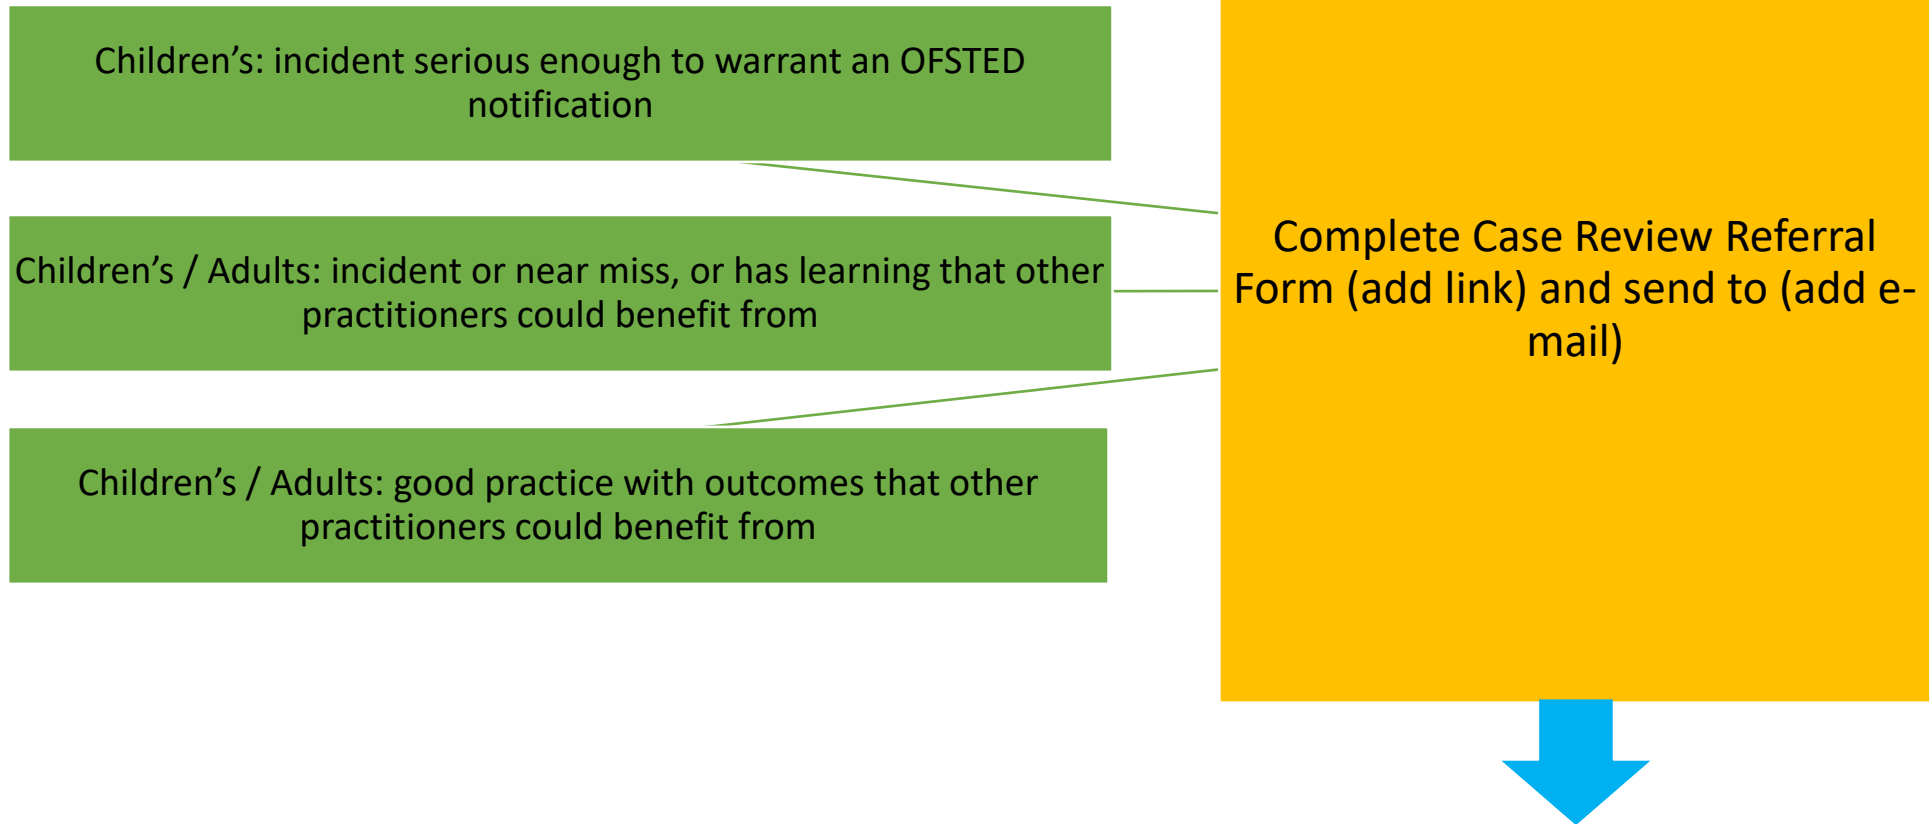 Children’s: incident serious enough to warrant an OFSTED
notification
Children’s / Adults: incident or near miss, or has learning that other
practitioners could benefit from
Children’s / Adults: good practice with outcomes that other
practitioners could benefit from
Complete Case Review Referral
Form (add link) and send to (add e-
mail)